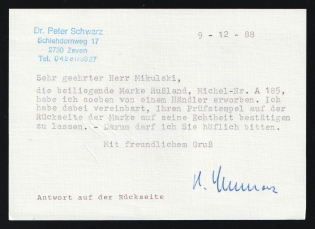 Dr. Peter Schwarz
Schlehdornweg 17
2730 Zeven
9 - 12 - 88
Sehr geehrter Herr Mikulski,
die beiliegende Marke Rußland, Michel-Nr. A 185,
habe ich soeben von einem Händler erworben. Ich
habe dabei vereinbart, Ihren Prüfstempel auf der
Rückseite der Marke auf seine Echtheit bestätigen
zu lassen. - Darum darf ich Sie höflich bitten.
Mit freundlichem Gruß
Antwort auf der Rückseite